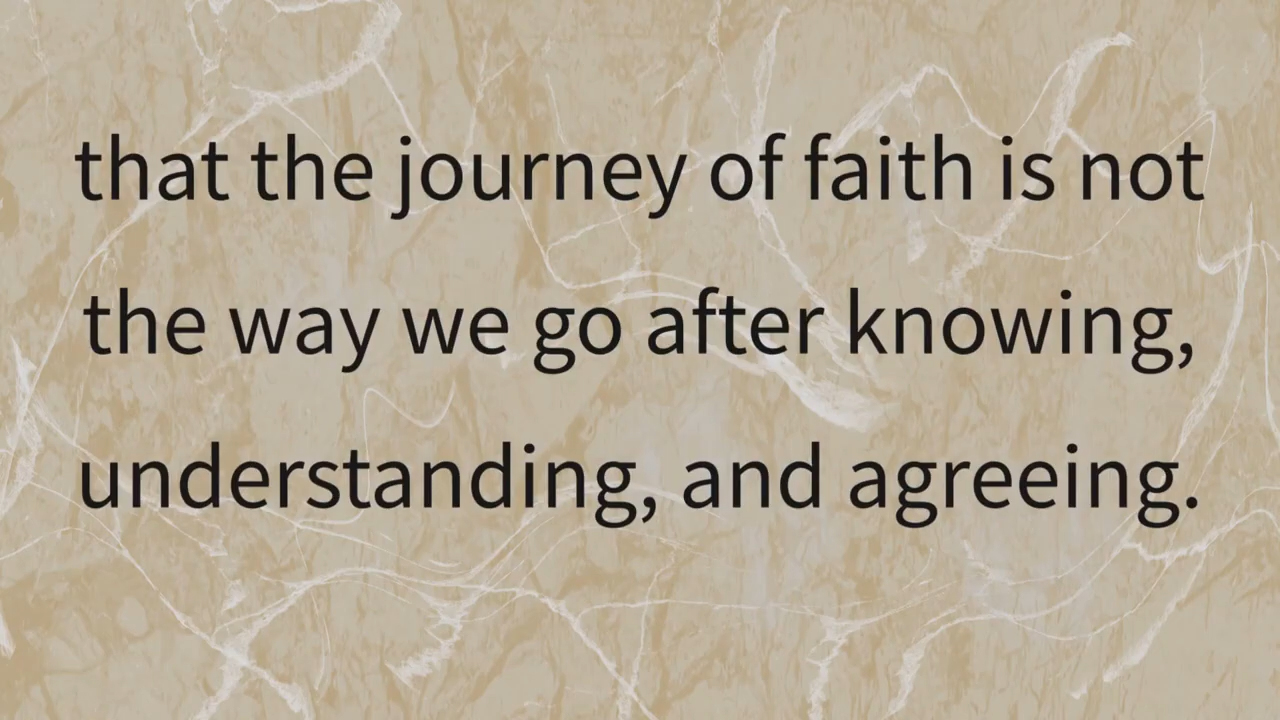 that the journey of faith is not
the way we go after knowing,
understanding, and agreeing.